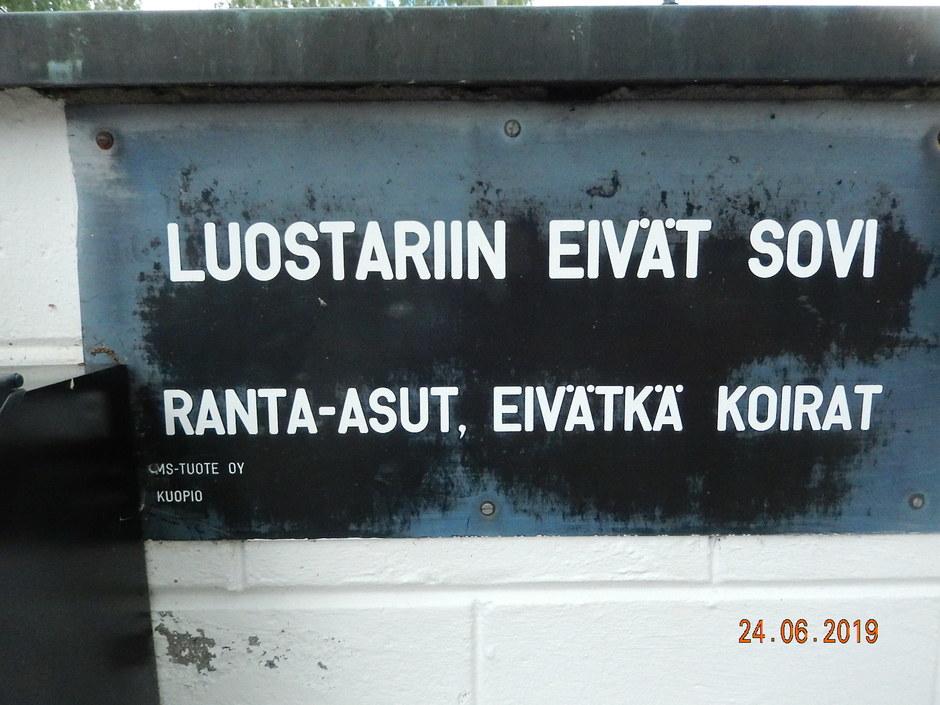 LUOSTARIIN EIVÄT SOVI
RANTA-ASUT, EIVÄTKÄ KOIRAT
MS-TUOTE OY
KUOPIO
24.06.2019